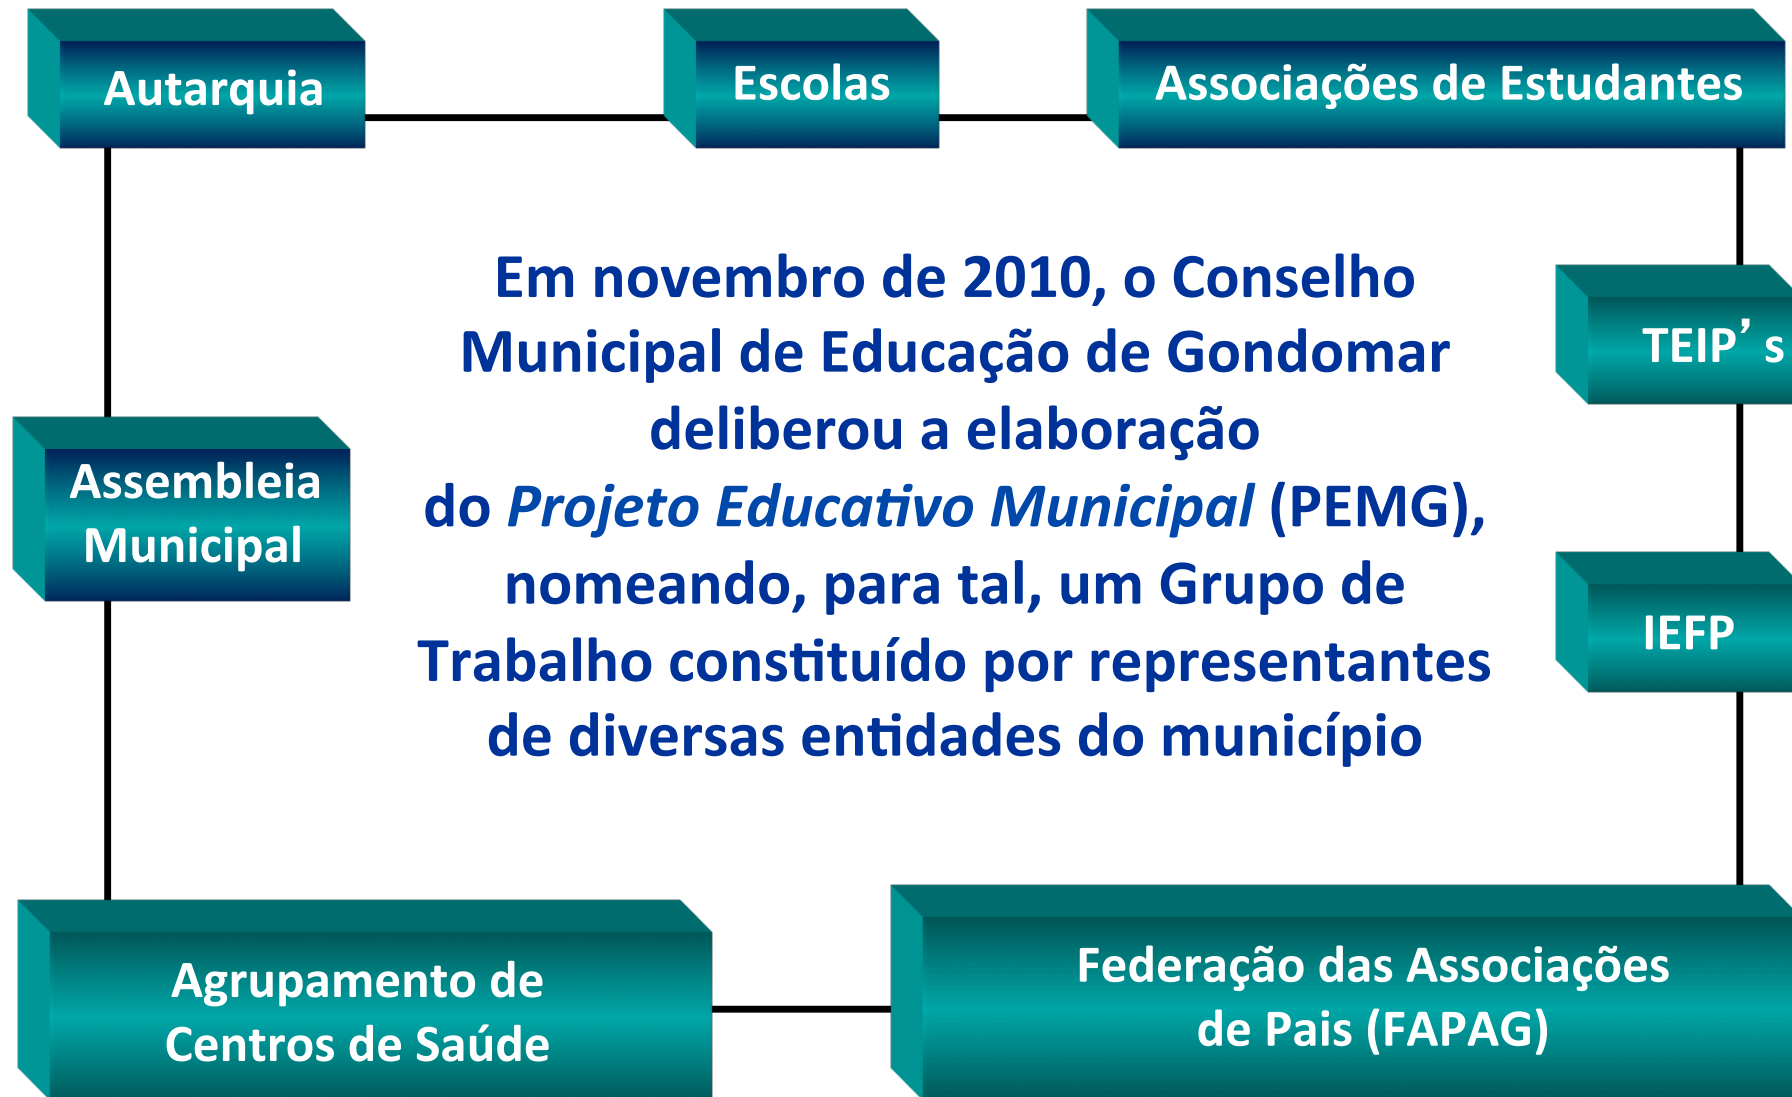 Autarquia
Escolas
Associações de Estudantes
Em novembro de 2010, o Conselho
Municipal de Educação de Gondomar
deliberou a elaboração
do Projeto Educativo Municipal (PEMG),
nomeando, para tal, um Grupo de
Trabalho constituído por representantes
de diversas entidades do município
TEIP’s
Assembleia
Municipal
IEFP
Agrupamento de
Centros de Saúde
Federação das Associações
de Pais (FAPAG)